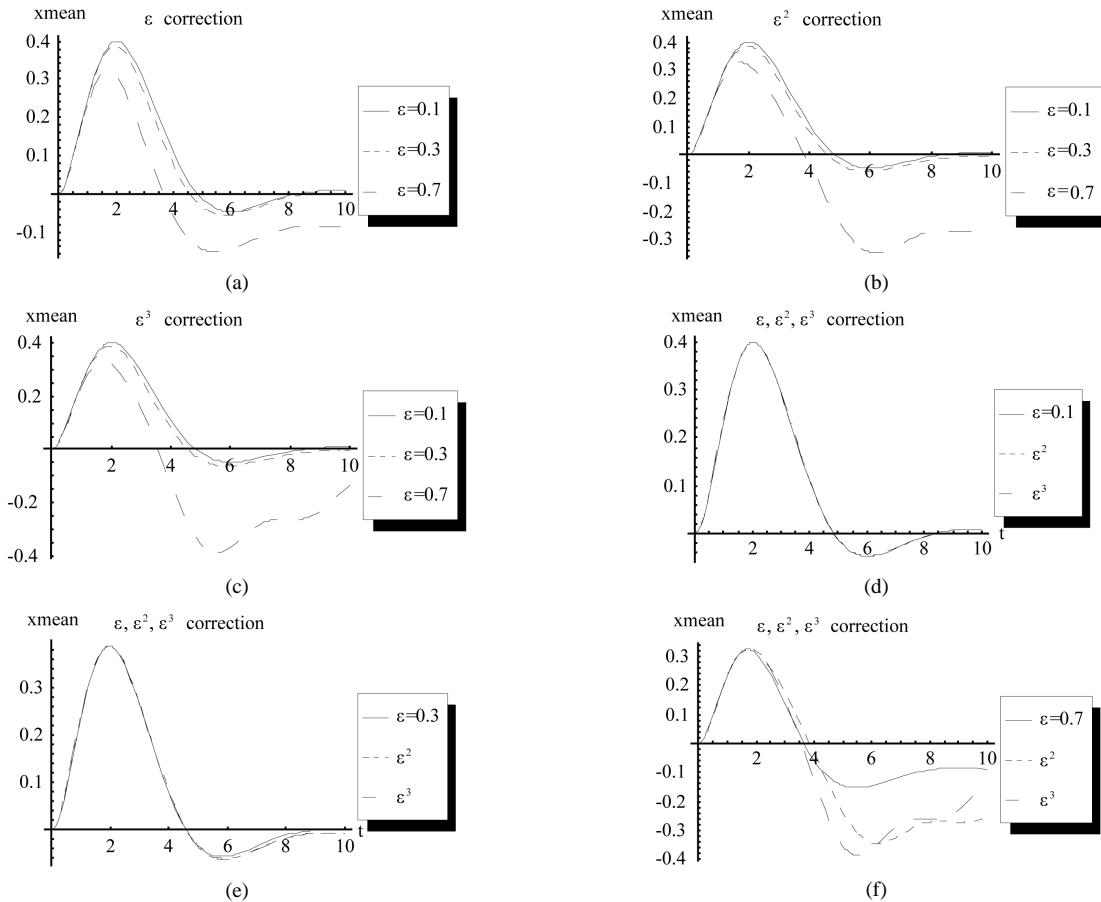 xmean
ε correction
0.4
0.3
0.2
0.1
-0.1
2 4 6 8 10
ε=0.1
ε=0.3
ε=0.7
(a)
xmean
ε² correction
0.4
0.3
0.2
0.1
-0.1
-0.2
-0.3
2 4 6 8 10
ε=0.1
ε=0.3
ε=0.7
(b)
xmean
ε³ correction
0.4
0.2
-0.2
-0.4
2 4 6 8 10
ε=0.1
ε=0.3
ε=0.7
(c)
xmean
ε, ε², ε³ correction
0.4
0.3
0.2
0.1
2 4 6 8 10
t
ε=0.1
ε²
ε³
(d)
xmean
ε, ε², ε³ correction
0.3
0.2
0.1
2 4 6 8 10
t
ε=0.3
ε²
ε³
(e)
xmean
ε, ε², ε³ correction
0.3
0.2
0.1
-0.1
-0.2
-0.3
-0.4
2 4 6 8 10
ε=0.7
ε²
ε³
(f)